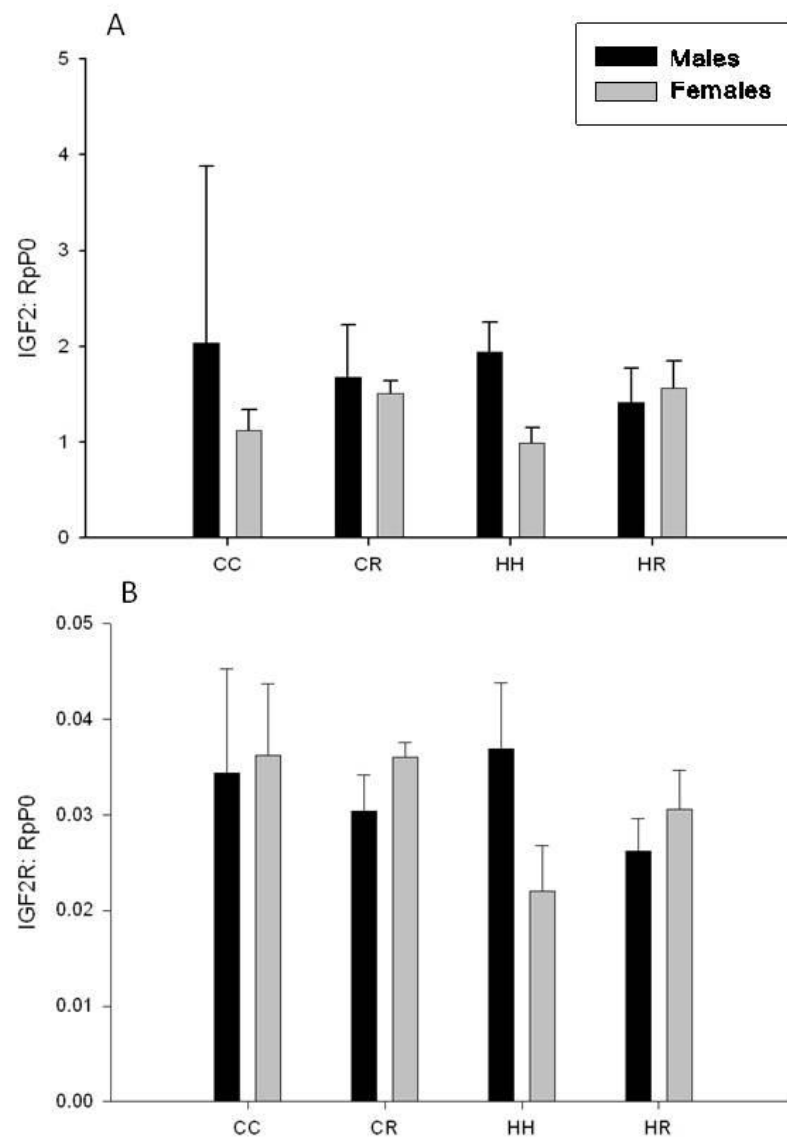 A
Males
Females
5
4
3
2
1
0
IGF2: RpP0
CC CR HH HR
B
0.05
0.04
0.03
0.02
0.01
0.00
IGF2R: RpP0
CC CR HH HR